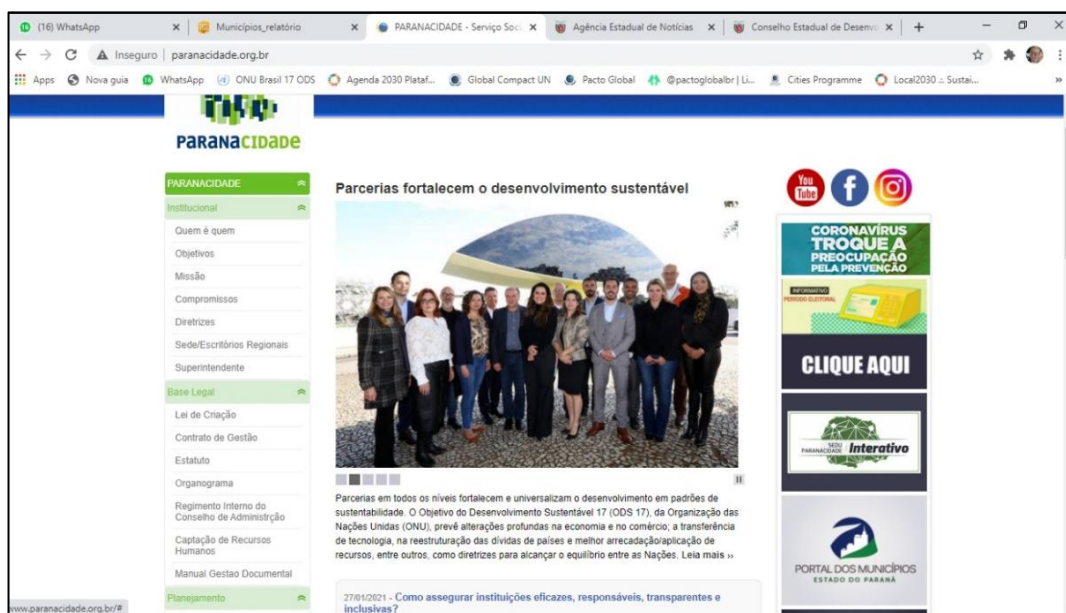 (16) WhatsApp
Municípios_relatório
PARANACIDADE - Serviço Soci
Agência Estadual de Notícias
Conselho Estadual de Desenvo
Inseguro | paranacidade.org.br
Apps
Nova guia
WhatsApp
ONU Brasil 17 ODS
Agenda 2030 Plataf...
Global Compact UN
Pacto Global
@pactoglobalbr | Li...
Cities Programme
Local2030 :. Sustai...
PARANACIDADE
PARANACIDADE
Institucional
Quem è quem
Objetivos
Missão
Compromissos
Diretrizes
Sede/Escritórios Regionais
Superintendente
Base Legal
Lei de Criação
Contrato de Gestão
Estatuto
Organograma
Regimento Interno do
Conselho de Administrção
Captação de Recursos
Humanos
Manual Gestao Documental
Planejamento
www.paranacidade.org.br/#
Parcerias fortalecem o desenvolvimento sustentável
Parcerias em todos os níveis fortalecem e universalizam o desenvolvimento em padrões de
sustentabilidade. O Objetivo do Desenvolvimento Sustentável 17 (ODS 17), da Organização das
Nações Unidas (ONU), prevê alterações profundas na economia e no comércio; a transferência
de tecnologia, na reestruturação das dívidas de países e melhor arrecadação/aplicação de
recursos, entre outros, como diretrizes para alcançar o equilíbrio entre as Nações. Leia mais ››
27/01/2021 - Como assegurar instituições eficazes, responsáveis, transparentes e
inclusivas?
You
Tube
CORONAVÍRUS
TROQUE A
PREOCUPAÇÃO
PELA PREVENÇÃO
INFORMATIVO
PERÍODO ELEITORAL
CLIQUE AQUI
SEDU
PARANACIDADE Interativo
PORTAL DOS MUNICÍPIOS
ESTADO DO PARANÁ